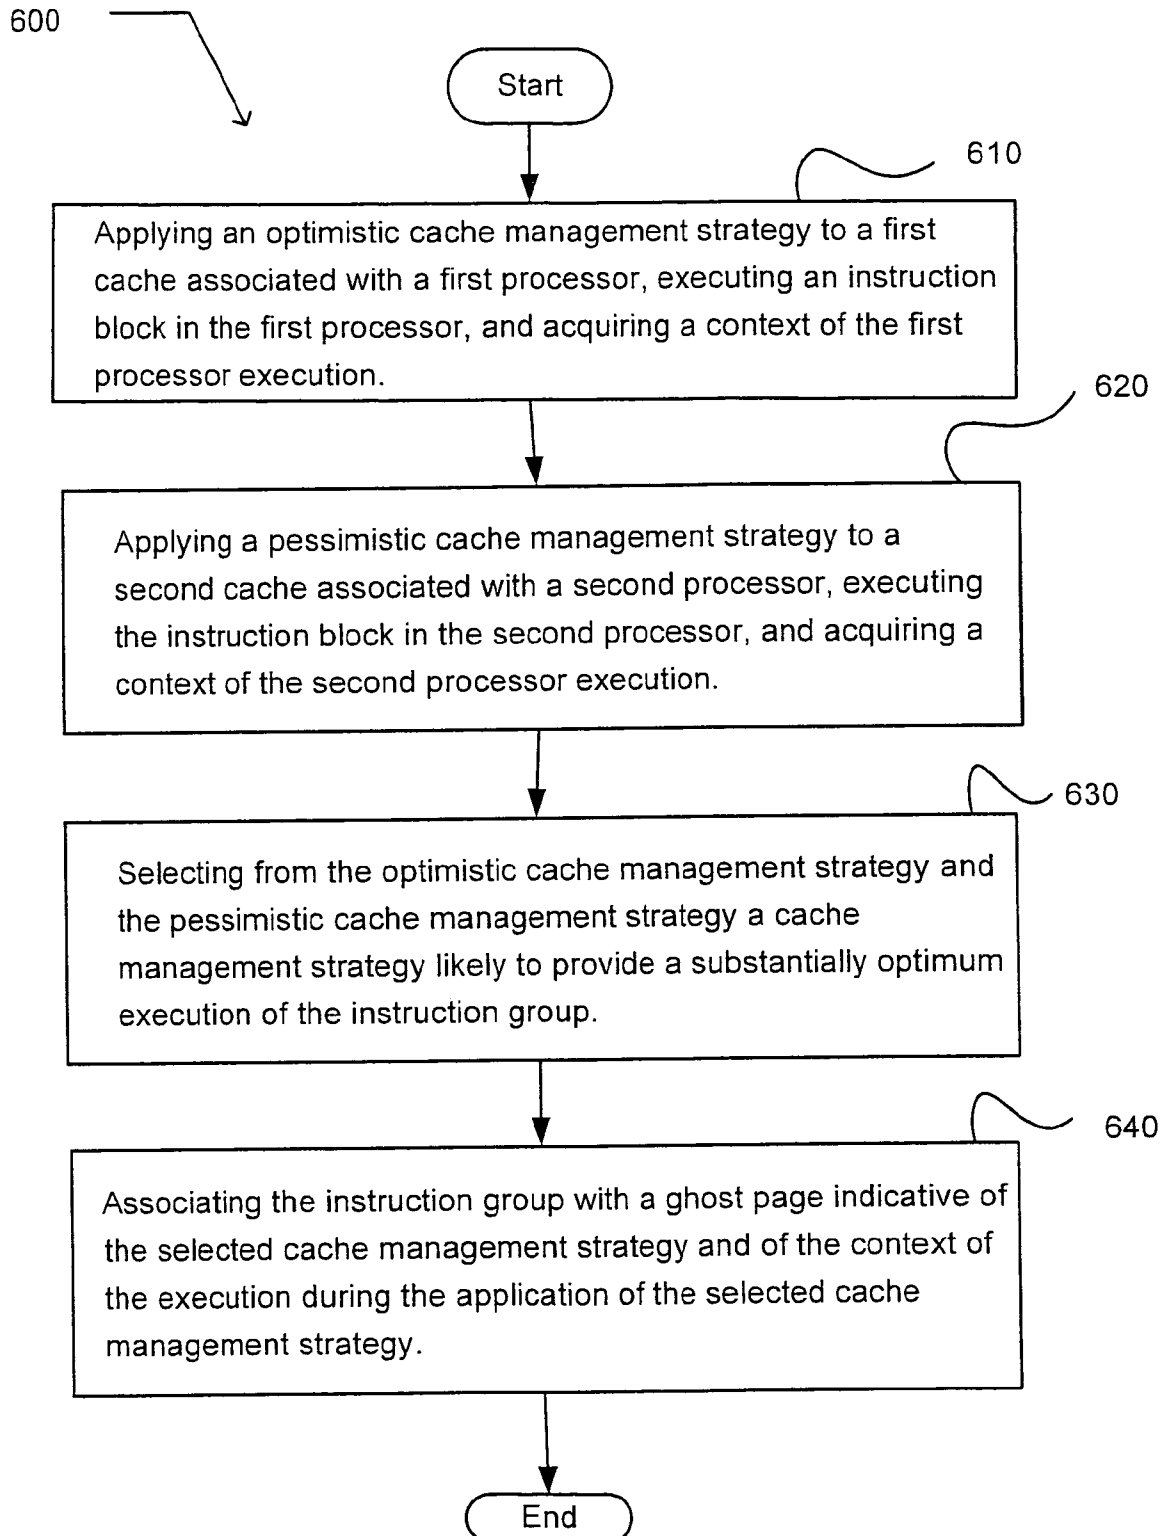 600
Start
610
Applying an optimistic cache management strategy to a first
cache associated with a first processor, executing an instruction
block in the first processor, and acquiring a context of the first
processor execution.
620
Applying a pessimistic cache management strategy to a
second cache associated with a second processor, executing
the instruction block in the second processor, and acquiring a
context of the second processor execution.
630
Selecting from the optimistic cache management strategy and
the pessimistic cache management strategy a cache
management strategy likely to provide a substantially optimum
execution of the instruction group.
640
Associating the instruction group with a ghost page indicative of
the selected cache management strategy and of the context of
the execution during the application of the selected cache
management strategy.
End